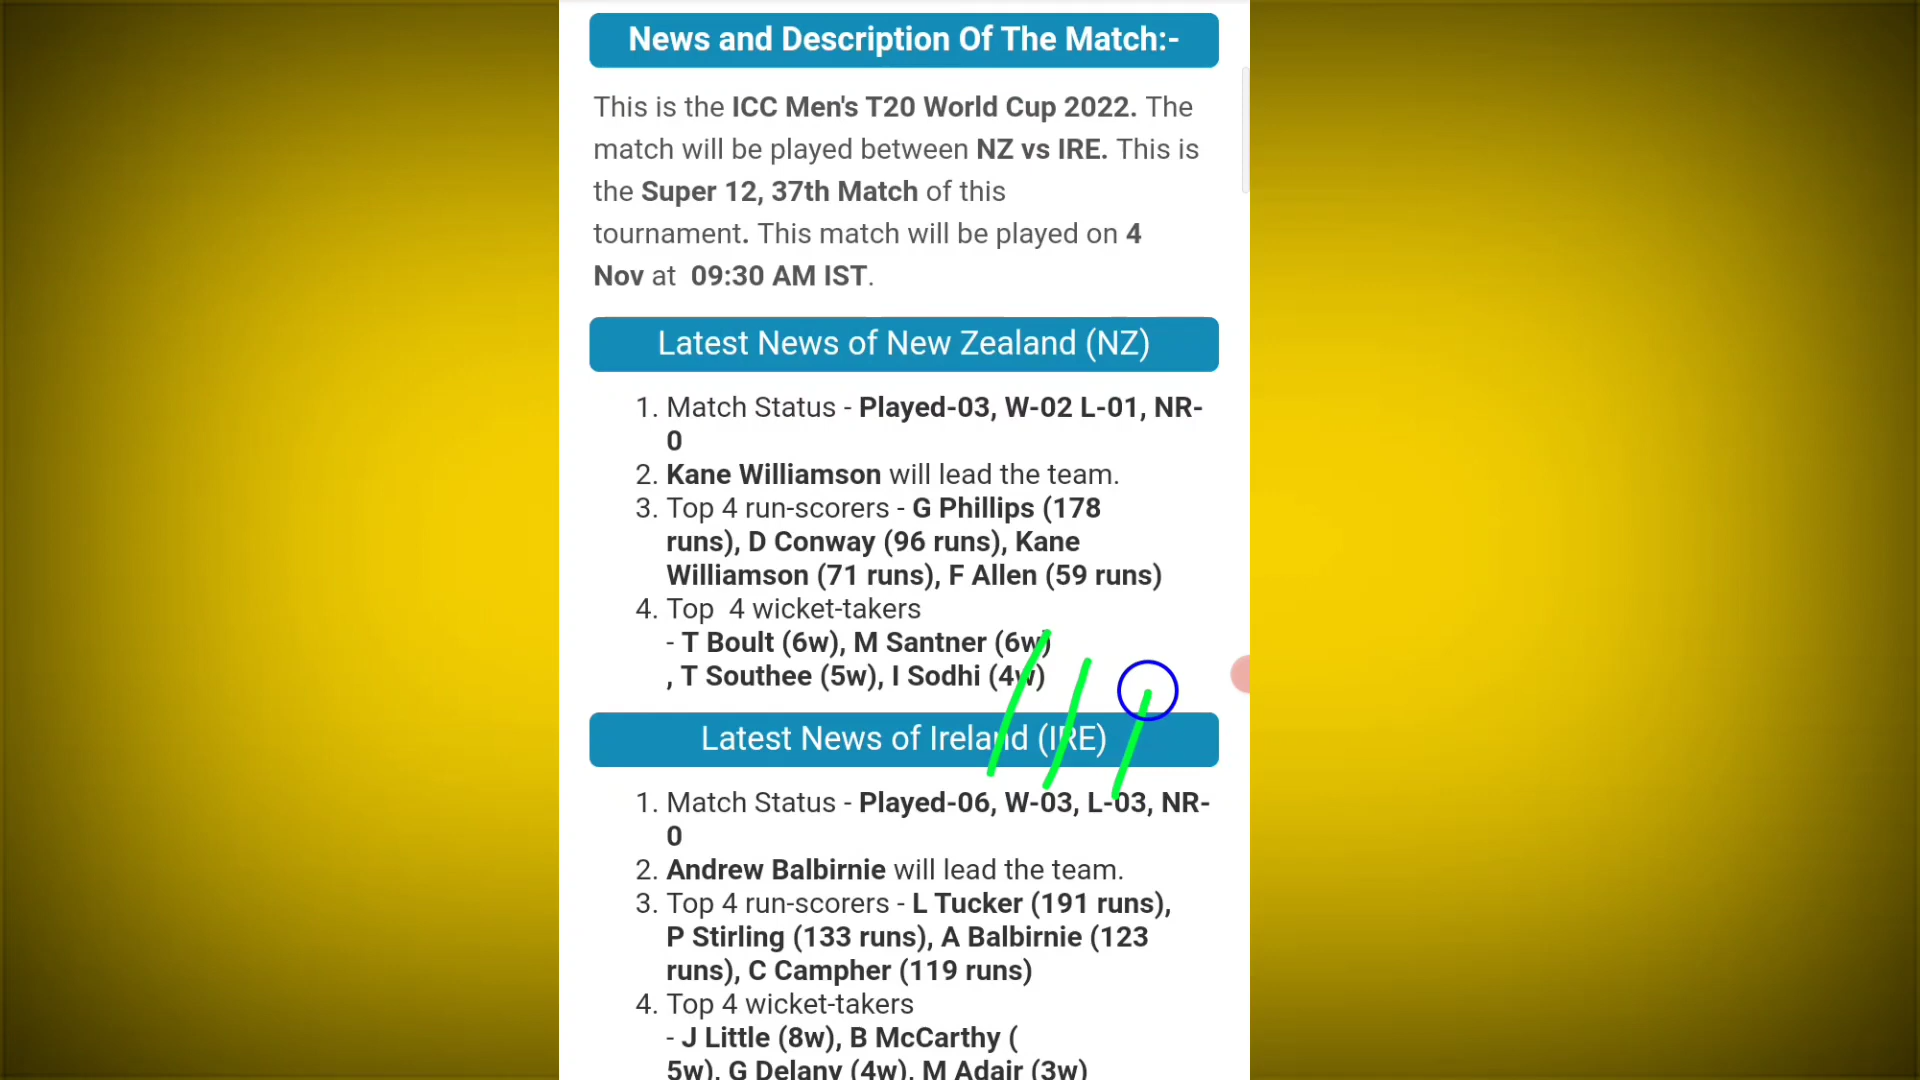 News and Description Of The Match:-
This is the ICC Men's T20 World Cup 2022. The
match will be played between NZ vs IRE. This is
the Super 12, 37th Match of this
tournament. This match will be played on 4
Nov at 09:30 AM IST.
Latest News of New Zealand (NZ)
1. Match Status - Played-03, W-02 L-01, NR-
0
2. Kane Williamson will lead the team.
3. Top 4 run-scorers - G Phillips (178
runs), D Conway (96 runs), Kane
Williamson (71 runs), F Allen (59 runs)
4. Top 4 wicket-takers
- T Boult (6w), M Santner (6w)
, T Southee (5w), I Sodhi (4w)
Latest News of Ireland (IRE)
1. Match Status - Played-06, W-03, L-03, NR-
0
2. Andrew Balbirnie will lead the team.
3. Top 4 run-scorers - L Tucker (191 runs),
P Stirling (133 runs), A Balbirnie (123
runs), C Campher (119 runs)
4. Top 4 wicket-takers
- J Little (8w), B McCarthy (
5w), G Delany (4w), M Adair (3w)